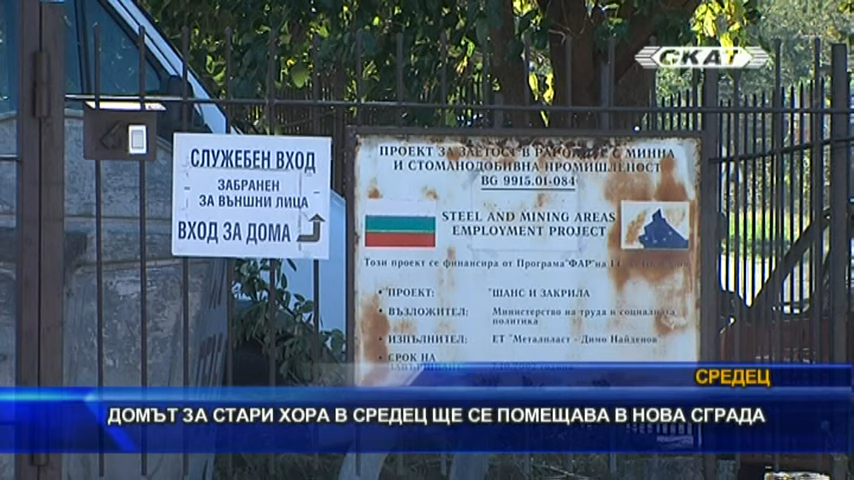 СКАТ
СЛУЖЕБЕН ВХОД
ЗАБРАНЕН
ЗА ВЪНШНИ ЛИЦА
ВХОД ЗА ДОМА
ПРОЕКТ ЗА ЗАЕТОСТ В РАЙОНИТЕ С МИННА
И СТОМАНОДОБИВНА ПРОМИШЛЕНОСТ
BG 9915.01-084
STEEL AND MINING AREAS
EMPLOYMENT PROJECT
Този проект се финансира от Програма "ФАР" на
• ПРОЕКТ: "ШАНС И ЗАКРИЛА
• ВЪЗЛОЖИТЕЛ: Министерство на труда и социалната
политика
• ИЗПЪЛНИТЕЛ: ЕТ "Металпласт - Димо Найденов
• СРОК НА
СРЕДЕЦ
ДОМЪТ ЗА СТАРИ ХОРА В СРЕДЕЦ ЩЕ СЕ ПОМЕЩАВА В НОВА СГРАДА